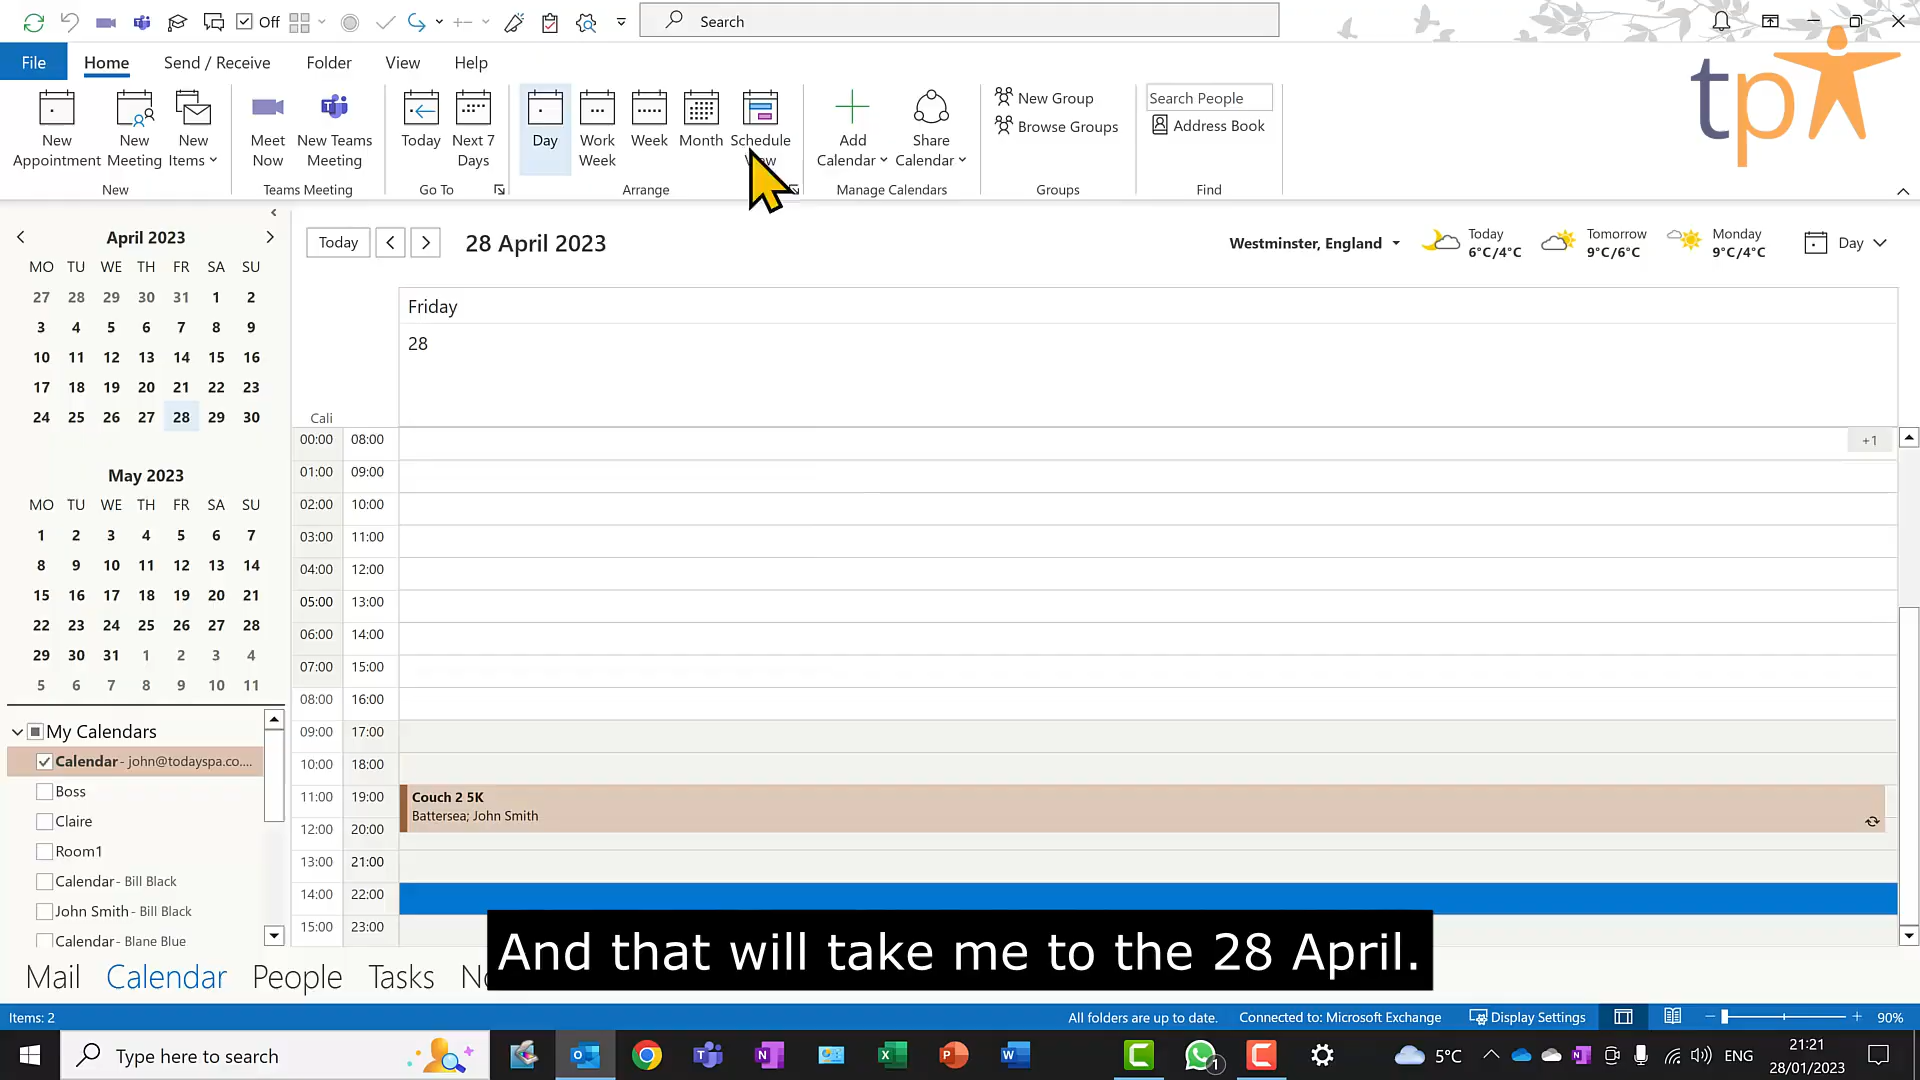 Off
Search
tp
File
Home
Send / Receive
Folder
View
Help
New
Appointment
New
Meeting
New
Items
New
Meet
Now
New Teams
Meeting
Teams Meeting
Today
Next 7
Days
Go To
Day
Work
Week
Week
Month
Schedule
Arrange
Add
Calendar
Share
Calendar
Manage Calendars
New Group
Browse Groups
Groups
Search People
Address Book
Find
April 2023
MO TU WE TH FR SA SU
27 28 29 30 31 1 2
3 4 5 6 7 8 9
10 11 12 13 14 15 16
17 18 19 20 21 22 23
24 25 26 27 28 29 30
May 2023
MO TU WE TH FR SA SU
1 2 3 4 5 6 7
8 9 10 11 12 13 14
15 16 17 18 19 20 21
22 23 24 25 26 27 28
29 30 31 1 2 3 4
5 6 7 8 9 10 11
My Calendars
Calendar - john@todayspa.co....
Boss
Claire
Room1
Calendar - Bill Black
John Smith - Bill Black
Calendar - Blane Blue
Today
28 April 2023
Westminster, England
Today
6°C/4°C
Tomorrow
9°C/6°C
Monday
9°C/4°C
Day
Friday
28
Cali
00:00 08:00
+1
01:00 09:00
02:00 10:00
03:00 11:00
04:00 12:00
05:00 13:00
06:00 14:00
07:00 15:00
08:00 16:00
09:00 17:00
10:00 18:00
11:00 19:00
Couch 2 5K
Battersea; John Smith
12:00 20:00
13:00 21:00
14:00 22:00
15:00 23:00
And that will take me to the 28 April.
Mail Calendar People Tasks
Items: 2
All folders are up to date.
Connected to: Microsoft Exchange
Display Settings
90%
Type here to search
1
5°C
ENG
21:21
28/01/2023